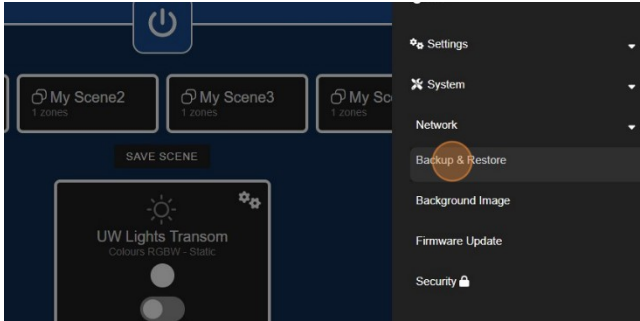 My Scene2
1 zones
My Scene3
1 zones
My Sc
1 zones
SAVE SCENE
UW Lights Transom
Colours RGBW - Static
Settings
System
Network
Backup & Restore
Background Image
Firmware Update
Security